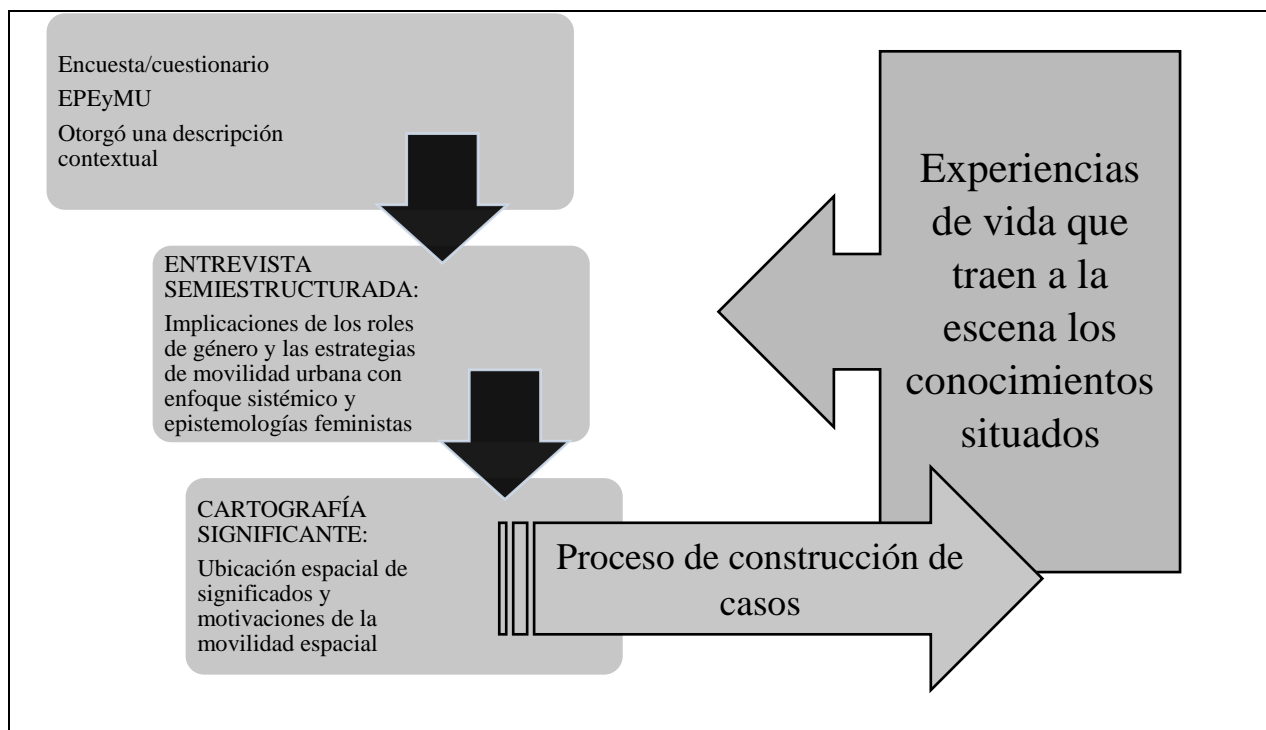 Encuesta/cuestionario
EPEyMU
Otorgó una descripción
contextual
ENTREVISTA
SEMIESTRUCTURADA:
Implicaciones de los roles
de género y las estrategias
de movilidad urbana con
enfoque sistémico y
epistemologías feministas
CARTOGRAFÍA
SIGNIFICANTE:
Ubicación espacial de
significados y
motivaciones de la
movilidad espacial
Proceso de construcción de
casos
Experiencias
de vida que
traen a la
escena los
conocimientos
situados